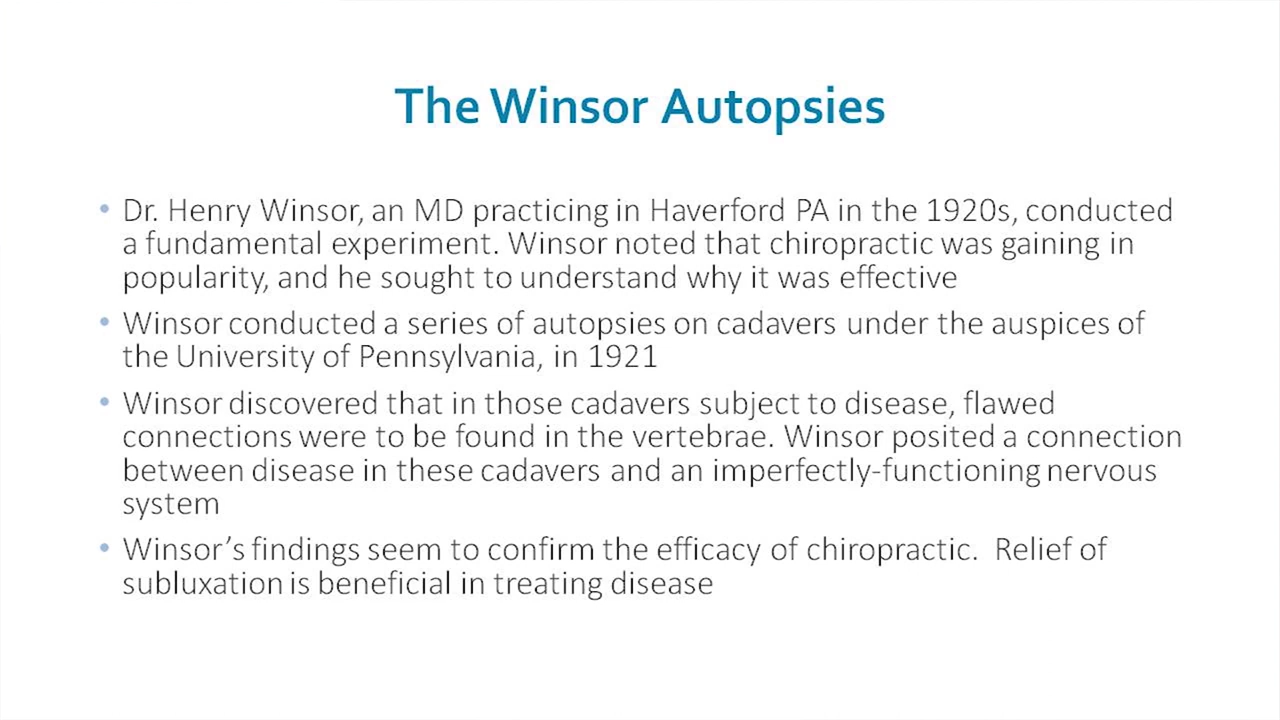 The Winsor Autopsies
• Dr. Henry Winsor, an MD practicing in Haverford PA in the 1920s, conducted
a fundamental experiment. Winsor noted that chiropractic was gaining in
popularity, and he sought to understand why it was effective
• Winsor conducted a series of autopsies on cadavers under the auspices of
the University of Pennsylvania, in 1921
• Winsor discovered that in those cadavers subject to disease, flawed
connections were to be found in the vertebrae. Winsor posited a connection
between disease in these cadavers and an imperfectly-functioning nervous
system
• Winsor’s findings seem to confirm the efficacy of chiropractic.  Relief of
subluxation is beneficial in treating disease